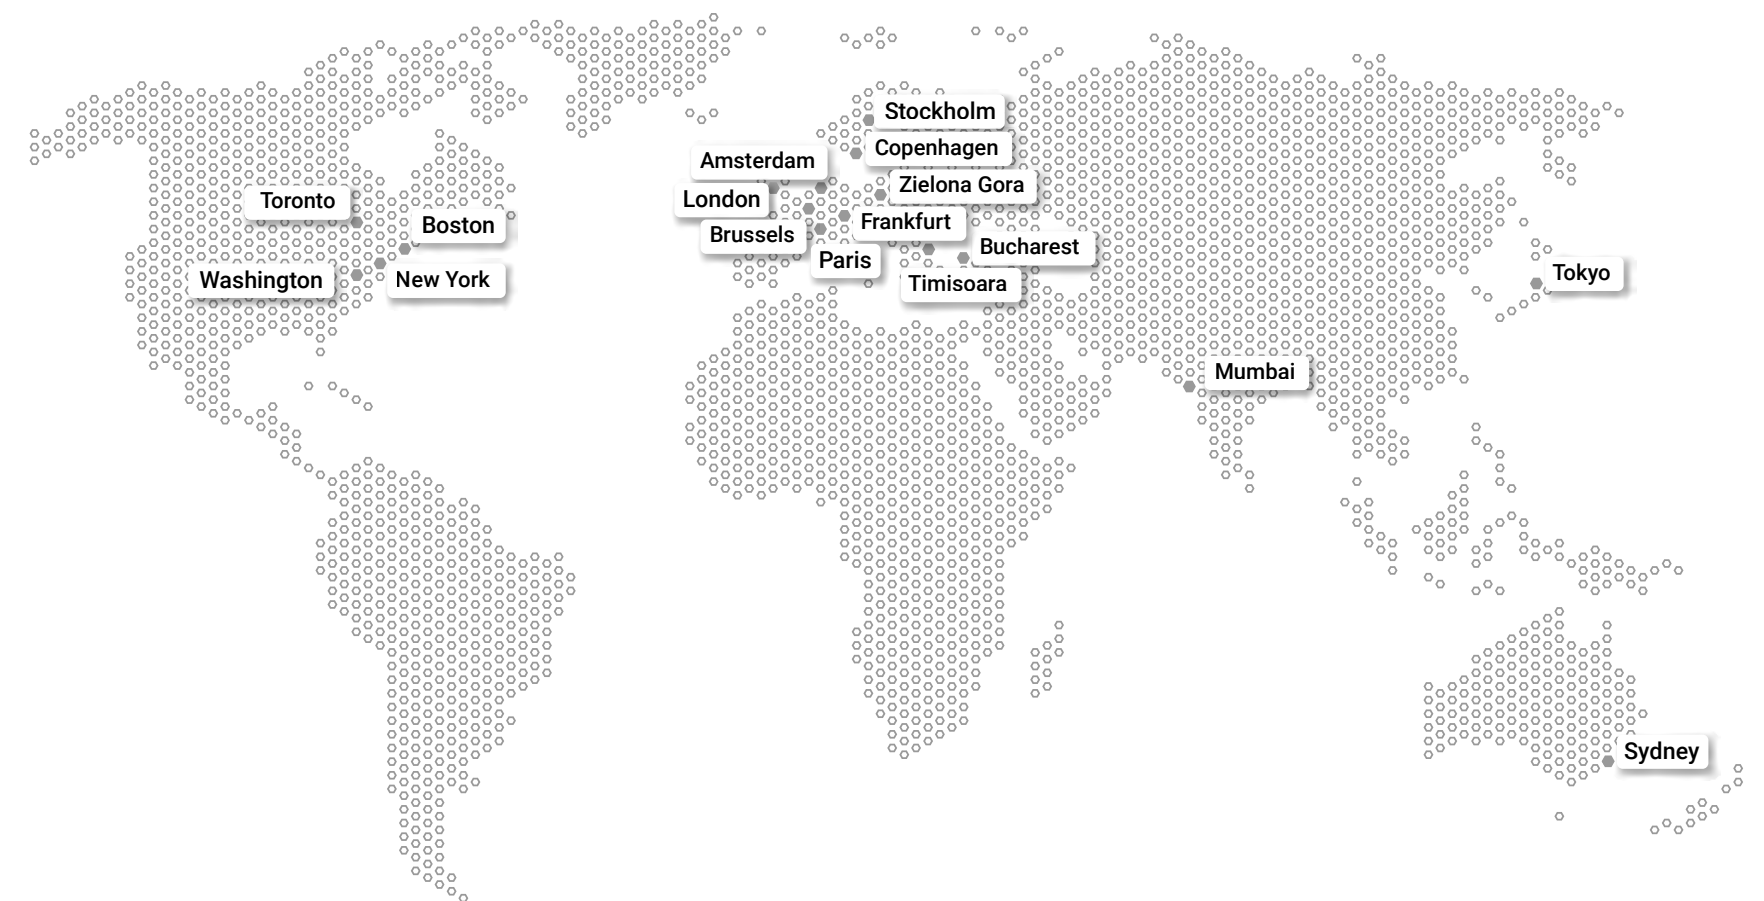 Stockholm
Copenhagen
Amsterdam
Zielona Gora
Toronto
London
Boston
Frankfurt
Brussels
Bucharest
Paris
Washington
New York
Timisoara
Tokyo
Mumbai
Sydney